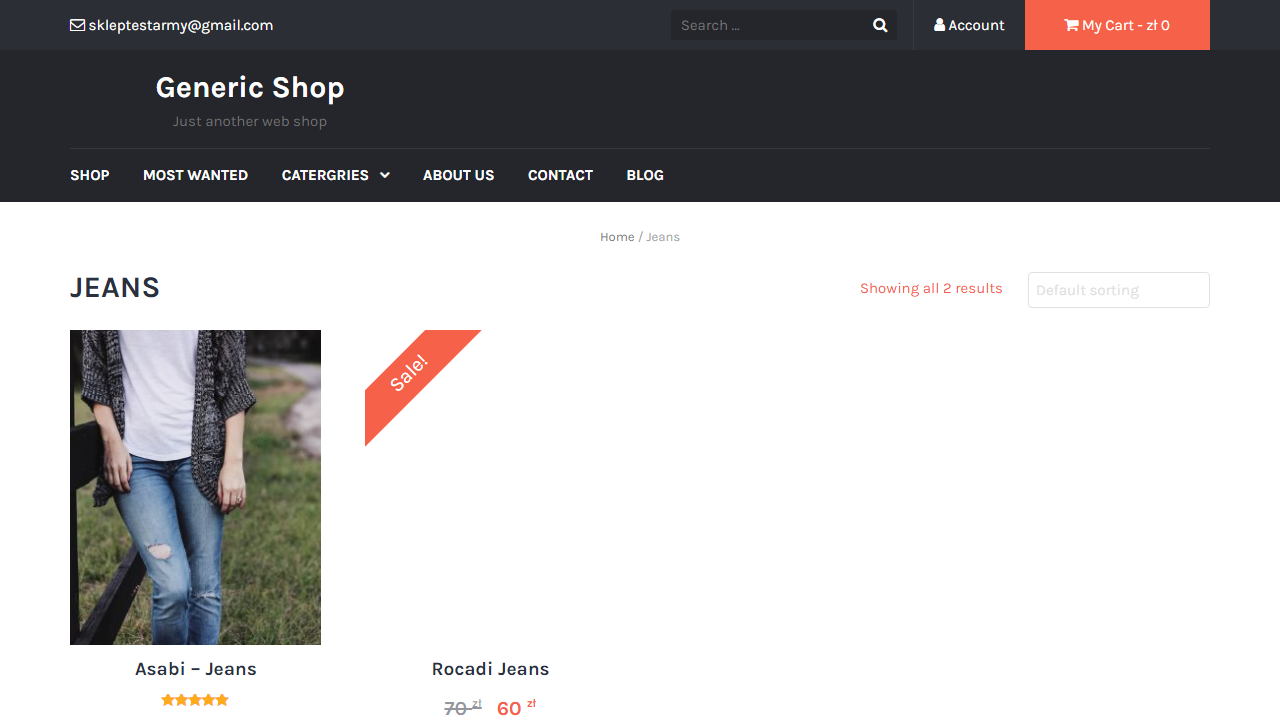 skleptestarmy@gmail.com
Search ...
Account
My Cart - zł 0
Generic Shop
Just another web shop
SHOP
MOST WANTED
CATERGRIES
ABOUT US
CONTACT
BLOG
Home / Jeans
JEANS
Showing all 2 results
Default sorting
Sale!
Asabi – Jeans
Rocadi Jeans
70 zł 60 zł